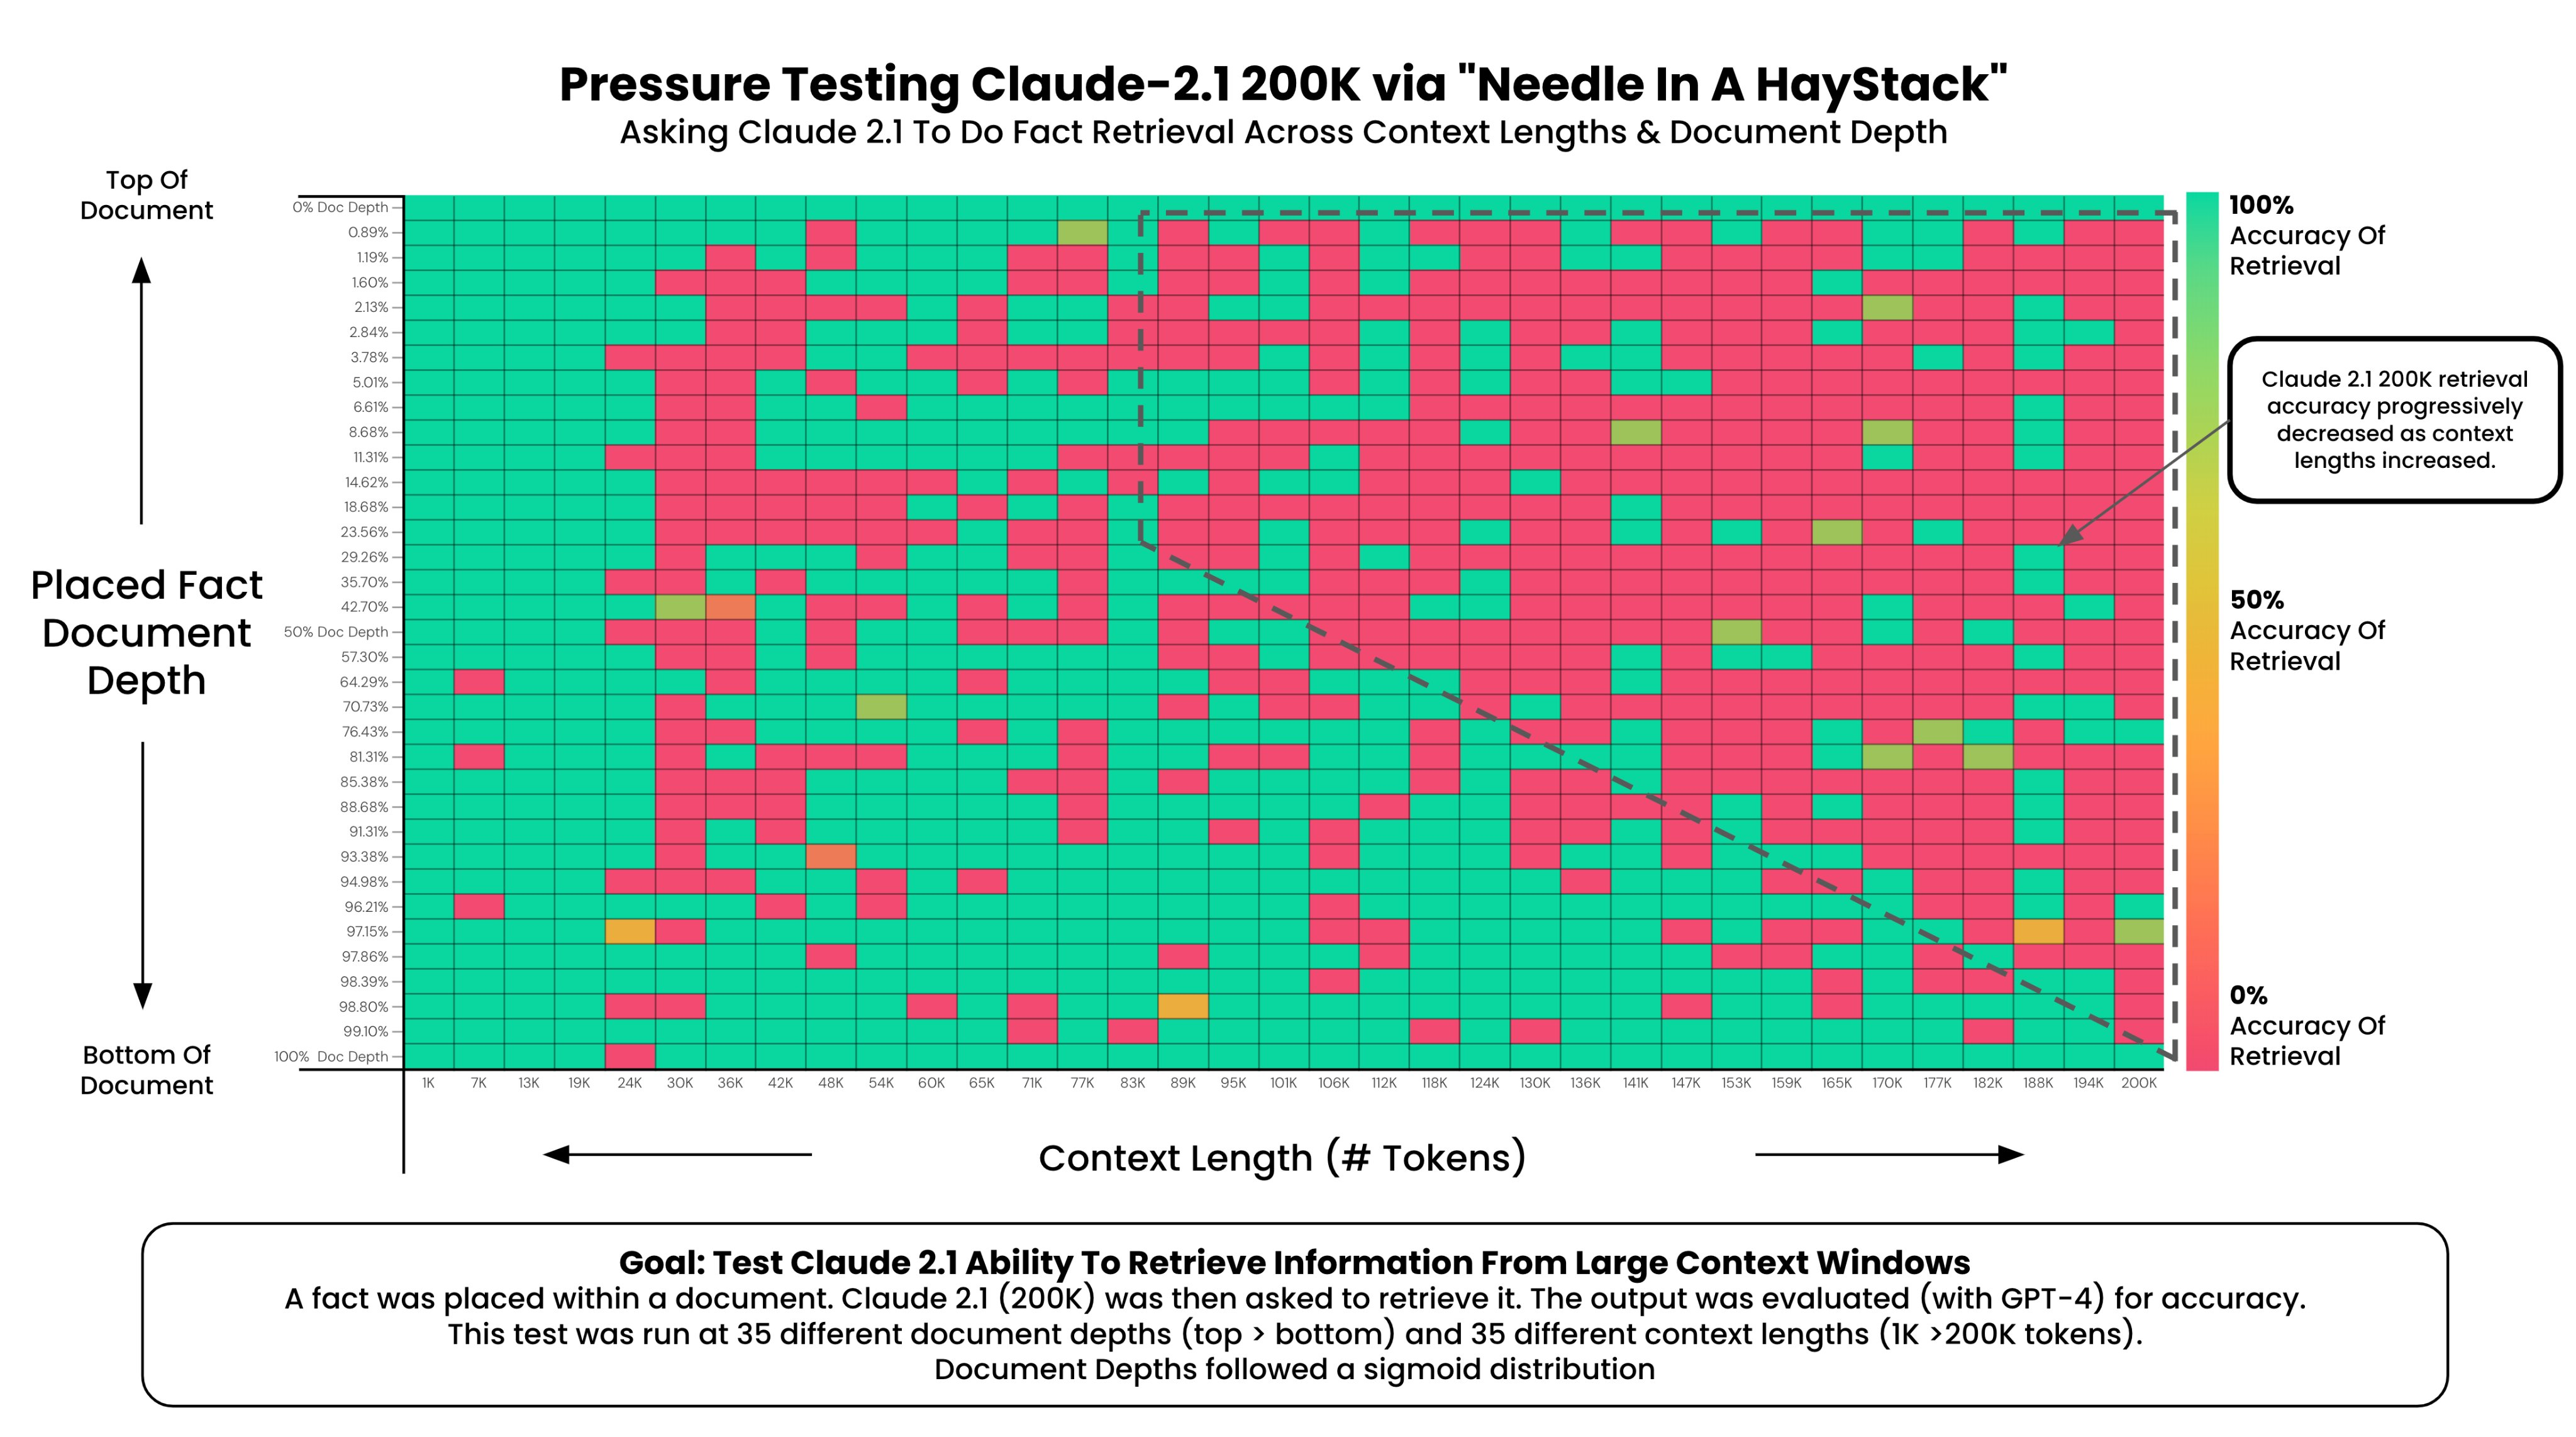 Pressure Testing Claude-2.1 200K via "Needle In A HayStack"
Asking Claude 2.1 To Do Fact Retrieval Across Context Lengths & Document Depth
Top Of
Document
Placed Fact
Document
Depth
Bottom Of
Document
0% Doc Depth
0.89%
1.19%
1.60%
2.13%
2.84%
3.78%
5.01%
6.61%
8.68%
11.31%
14.62%
18.68%
23.56%
29.26%
35.70%
42.70%
50% Doc Depth
57.30%
64.29%
70.73%
76.43%
81.31%
85.38%
88.68%
91.31%
93.38%
94.98%
96.21%
97.15%
97.86%
98.39%
98.80%
99.10%
100% Doc Depth
1K 7K 13K 19K 24K 30K 36K 42K 48K 54K 60K 65K 71K 77K 83K 89K 95K 101K 106K 112K 118K 124K 130K 136K 141K 147K 153K 159K 165K 170K 177K 182K 188K 194K 200K
Context Length (# Tokens)
100%
Accuracy Of
Retrieval
Claude 2.1 200K retrieval
accuracy progressively
decreased as context
lengths increased.
50%
Accuracy Of
Retrieval
0%
Accuracy Of
Retrieval
Goal: Test Claude 2.1 Ability To Retrieve Information From Large Context Windows
A fact was placed within a document. Claude 2.1 (200K) was then asked to retrieve it. The output was evaluated (with GPT-4) for accuracy.
This test was run at 35 different document depths (top > bottom) and 35 different context lengths (1K >200K tokens).
Document Depths followed a sigmoid distribution